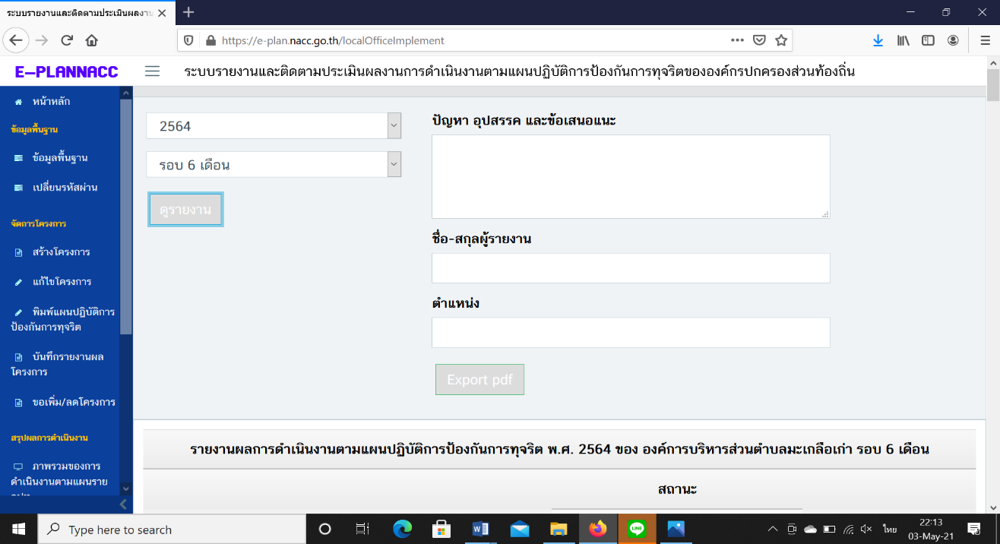 ระบบรายงานและติดตามประเมินผลงาน
https://e-plan.nacc.go.th/localOfficeImplement
E-PLANNACC
ระบบรายงานและติดตามประเมินผลงานการดำเนินงานตามแผนปฏิบัติการป้องกันการทุจริตขององค์กรปกครองส่วนท้องถิ่น
หน้าหลัก
ข้อมูลพื้นฐาน
ข้อมูลพื้นฐาน
เปลี่ยนรหัสผ่าน
จัดการโครงการ
สร้างโครงการ
แก้ไขโครงการ
พิมพ์แผนปฏิบัติการ
ป้องกันการทุจริต
บันทึกรายงานผล
โครงการ
ขอเพิ่ม/ลดโครงการ
สรุปผลการดำเนินงาน
ภาพรวมของการ
ดำเนินงานตามแผนราย
2564
รอบ 6 เดือน
ดูรายงาน
ปัญหา อุปสรรค และข้อเสนอแนะ
ชื่อ-สกุลผู้รายงาน
ตำแหน่ง
Export pdf
รายงานผลการดำเนินงานตามแผนปฏิบัติการป้องกันการทุจริต พ.ศ. 2564 ของ องค์การบริหารส่วนตำบลมะเกลือเก่า รอบ 6 เดือน
สถานะ
Type here to search
LINE
ไทย
22:13
03-May-21